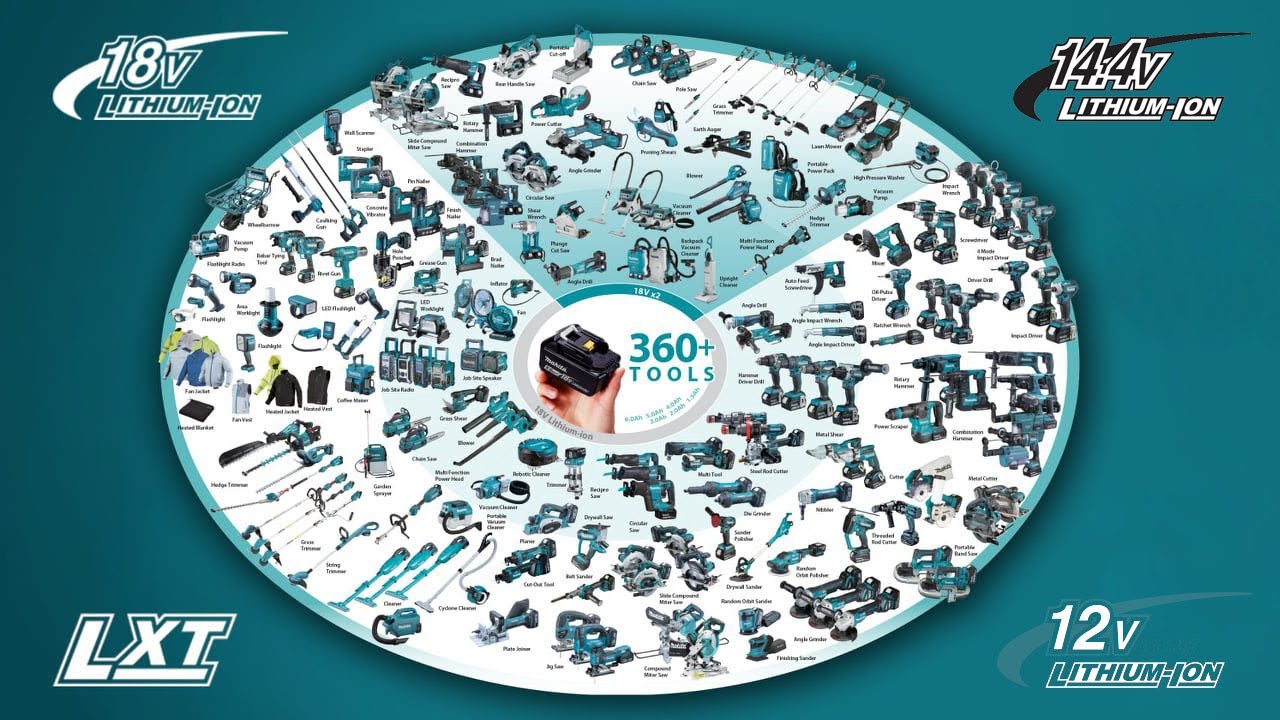 18V
LITHIUM-ION
14.4V
LITHIUM-ION
Portable
Cut-off
Recipro
Saw
Rear Handle Saw
Chain Saw
Pole Saw
Grass
Trimmer
Wall Scanner
Slide Compound
Miter Saw
Rotary
Hammer
Power Cutter
Earth Auger
Lawn Mower
Stapler
Combination
Hammer
Pruning Shears
Angle Grinder
Portable
Power Pack
High Pressure Washer
Pin Nailer
Blower
Impact
Wrench
Circular Saw
Vacuum
Pump
Concrete
Vibrator
Finish
Nailer
Shear
Wrench
Vacuum
Cleaner
Hedge
Trimmer
Wheelbarrow
Caulking
Gun
Screwdriver
Vacuum
Pump
Plunge
Cut Saw
Backpack
Vacuum
Cleaner
Multi Function
Power Head
4 Mode
Impact Driver
Rebar Tying
Tool
Hole
Puncher
Flashlight Radio
Rivet Gun
Grease Gun
Brad
Nailer
Mixer
Angle Drill
Upright
Cleaner
Auto Feed
Screwdriver
Driver Drill
Inflator
Oil-Pulse
Driver
Area
Worklight
LED Flashlight
LED
Worklight
Fan
18V x2
Angle Drill
Flashlight
Angle Impact Wrench
Ratchet Wrench
Impact Driver
Flashlight
Angle Impact Driver
makita
360+
TOOLS
Job Site Speaker
Hammer
Driver Drill
Rotary
Hammer
Fan Jacket
Job Site Radio
Coffee Maker
6.0Ah 5.0Ah 4.0Ah
3.0Ah 2.0Ah 1.5Ah
18V Lithium-ion
Fan Vest
Heated Jacket
Heated Vest
Grass Shear
Heated Blanket
Power Scraper
Combination
Hammer
Blower
Metal Shear
Chain Saw
Multi Function
Power Head
Robotic Cleaner
Multi Tool
Steel Rod Cutter
Hedge Trimmer
Garden
Sprayer
Trimmer
Recipro
Saw
Cutter
Metal Cutter
Vacuum Cleaner
Die Grinder
Nibbler
Portable
Vacuum
Cleaner
Drywall Saw
Circular
Saw
Sander
Polisher
Threaded
Rod Cutter
Grass
Trimmer
Planer
Portable
Band Saw
String
Trimmer
Cut-Out Tool
Belt Sander
Drywall Sander
Random
Orbit Polisher
Cleaner
Cyclone Cleaner
Slide Compound
Miter Saw
Random Orbit Sander
Angle Grinder
Plate Joiner
Jig Saw
Compound
Miter Saw
Finishing Sander
LXT
12V
LITHIUM-ION